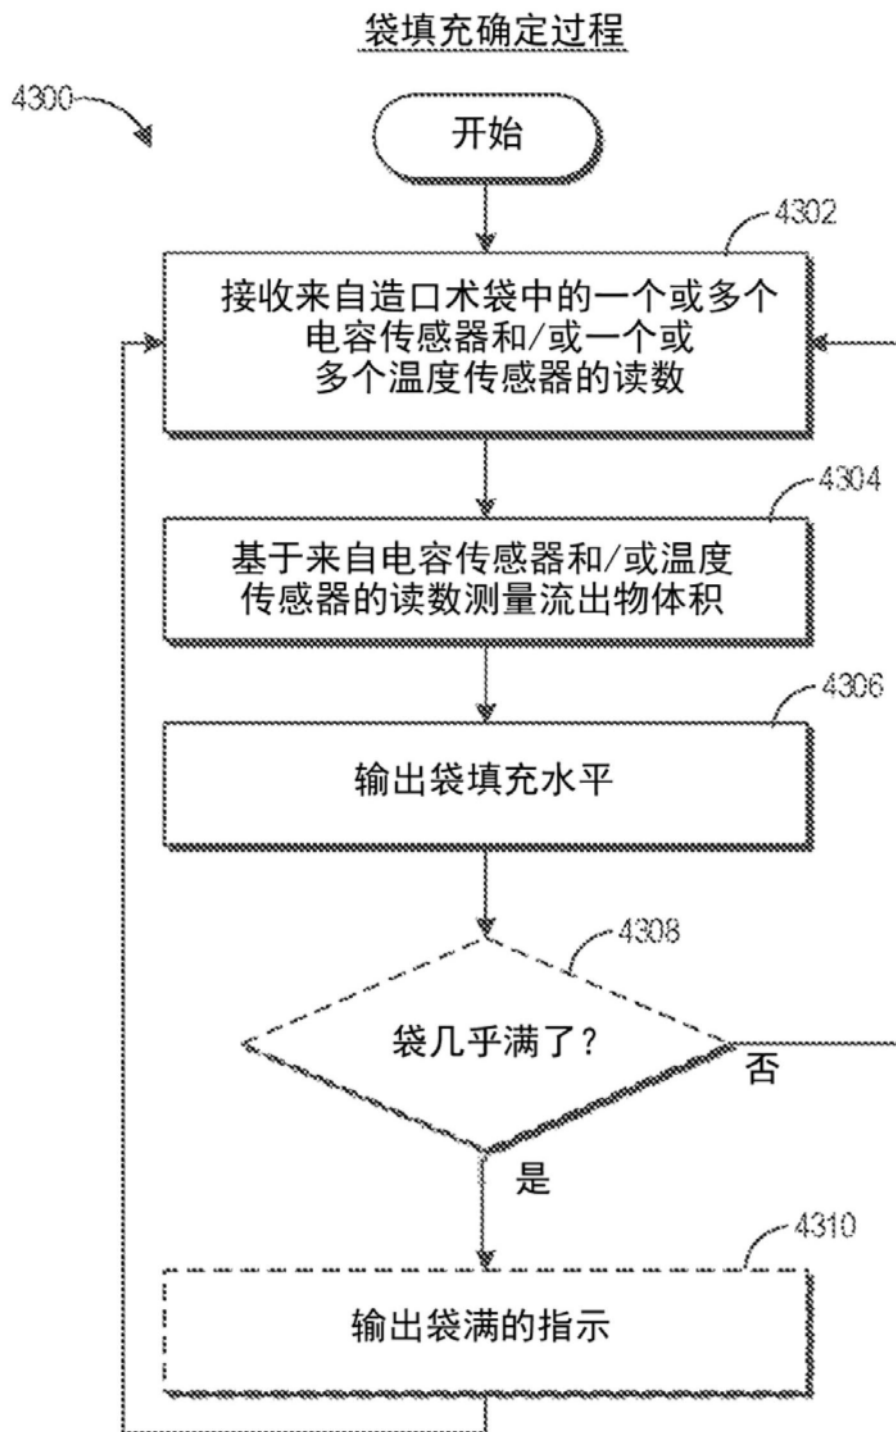 袋填充确定过程
4300
开始
4302
接收来自造口术袋中的一个或多个
电容传感器和/或一个或
多个温度传感器的读数
4304
基于来自电容传感器和/或温度
传感器的读数测量流出物体积
4306
输出袋填充水平
4308
袋几乎满了?
否
是
4310
输出袋满的指示